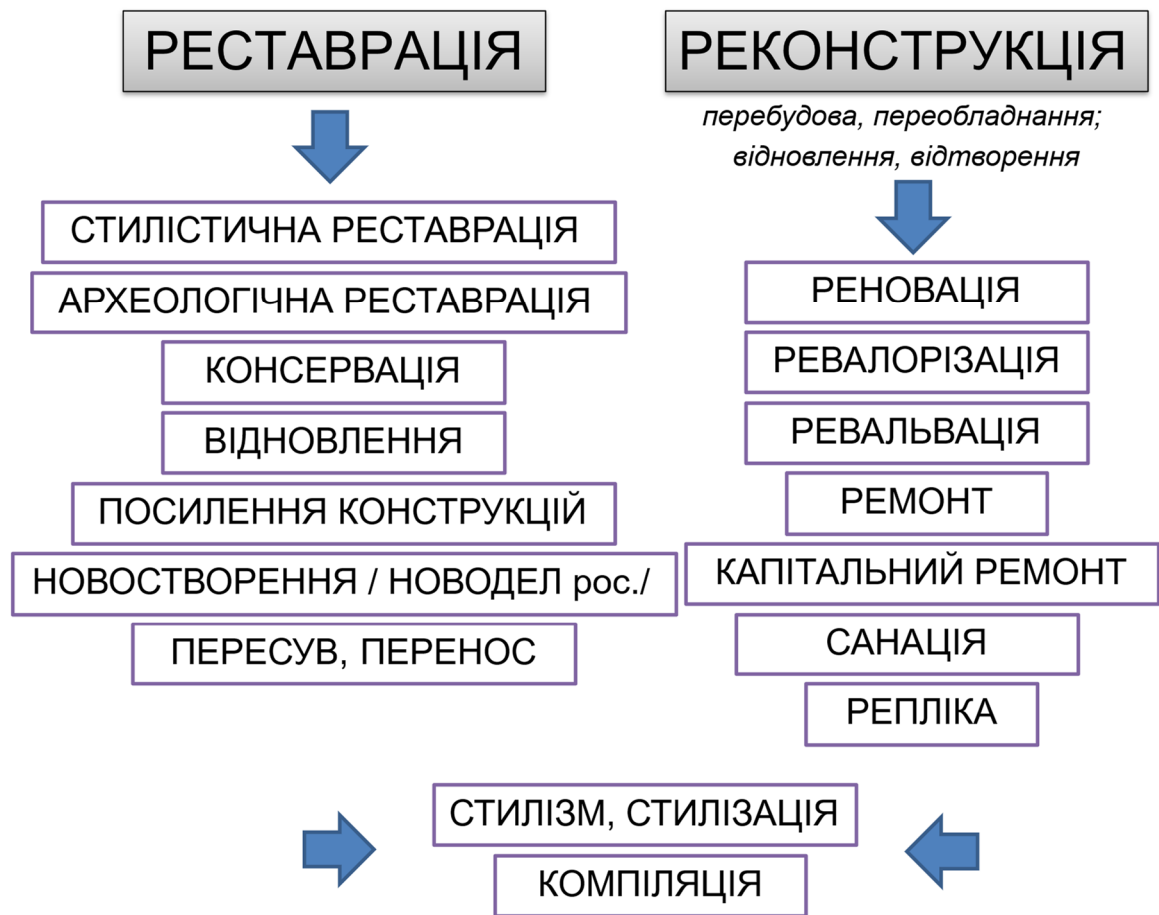 РЕСТАВРАЦІЯ
СТИЛІСТИЧНА РЕСТАВРАЦІЯ
АРХЕОЛОГІЧНА РЕСТАВРАЦІЯ
КОНСЕРВАЦІЯ
ВІДНОВЛЕННЯ
ПОСИЛЕННЯ КОНСТРУКЦІЙ
НОВОСТВОРЕННЯ / НОВОДЕЛ рос./
ПЕРЕСУВ, ПЕРЕНОС
РЕКОНСТРУКЦІЯ
перебудова, переобладнання;
відновлення, відтворення
РЕНОВАЦІЯ
РЕВАЛОРІЗАЦІЯ
РЕВАЛЬВАЦІЯ
РЕМОНТ
КАПІТАЛЬНИЙ РЕМОНТ
САНАЦІЯ
РЕПЛІКА
СТИЛІЗМ, СТИЛІЗАЦІЯ
КОМПІЛЯЦІЯ